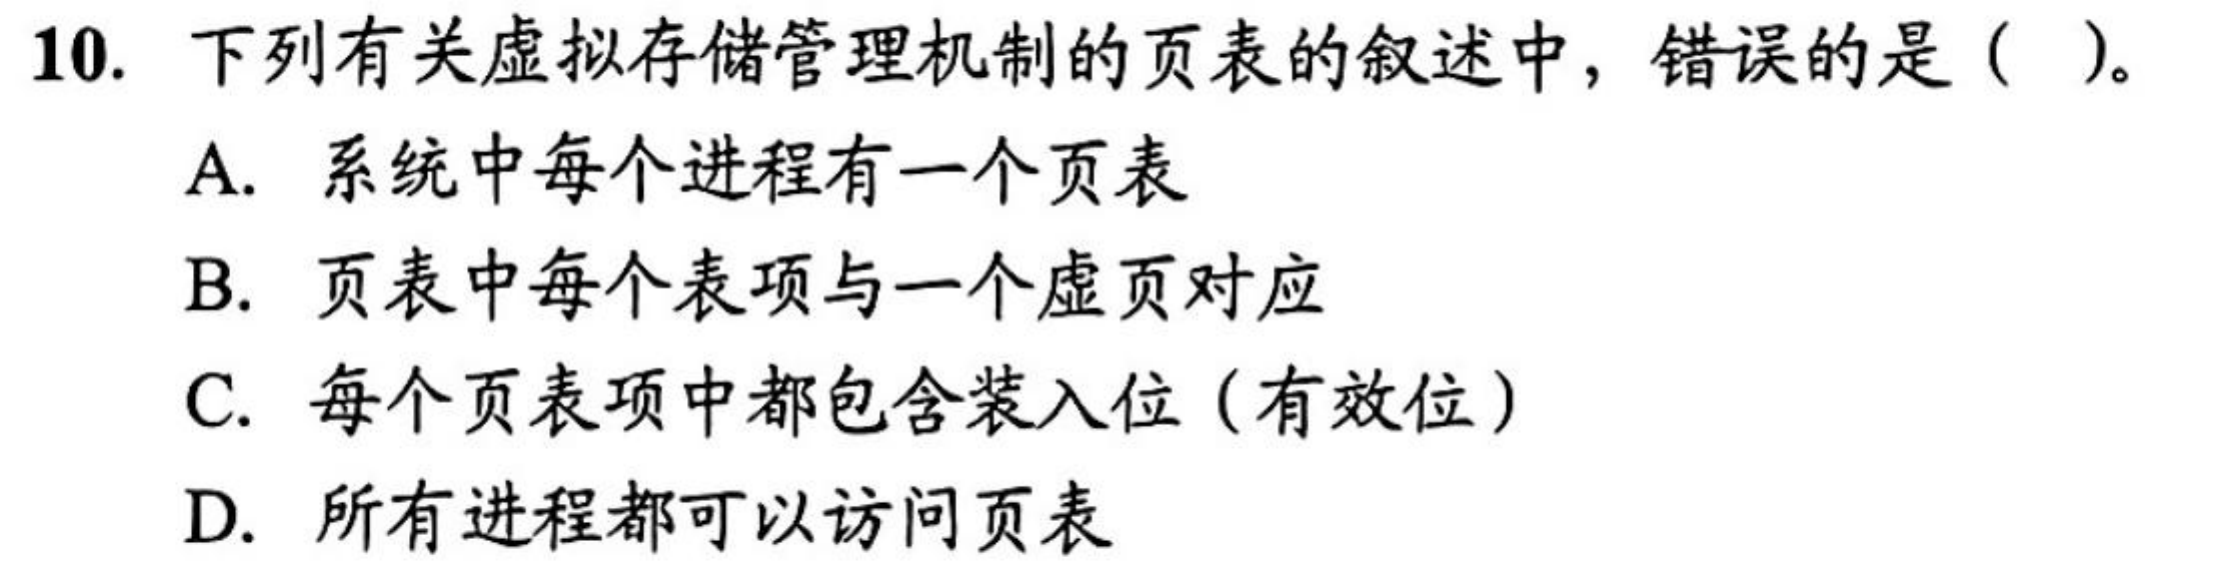 10. 下列有关虚拟存储管理机制的页表的叙述中，错误的是（ ）。
A. 系统中每个进程有一个页表
B. 页表中每个表项与一个虚页对应
C. 每个页表项中都包含装入位（有效位）
D. 所有进程都可以访问页表